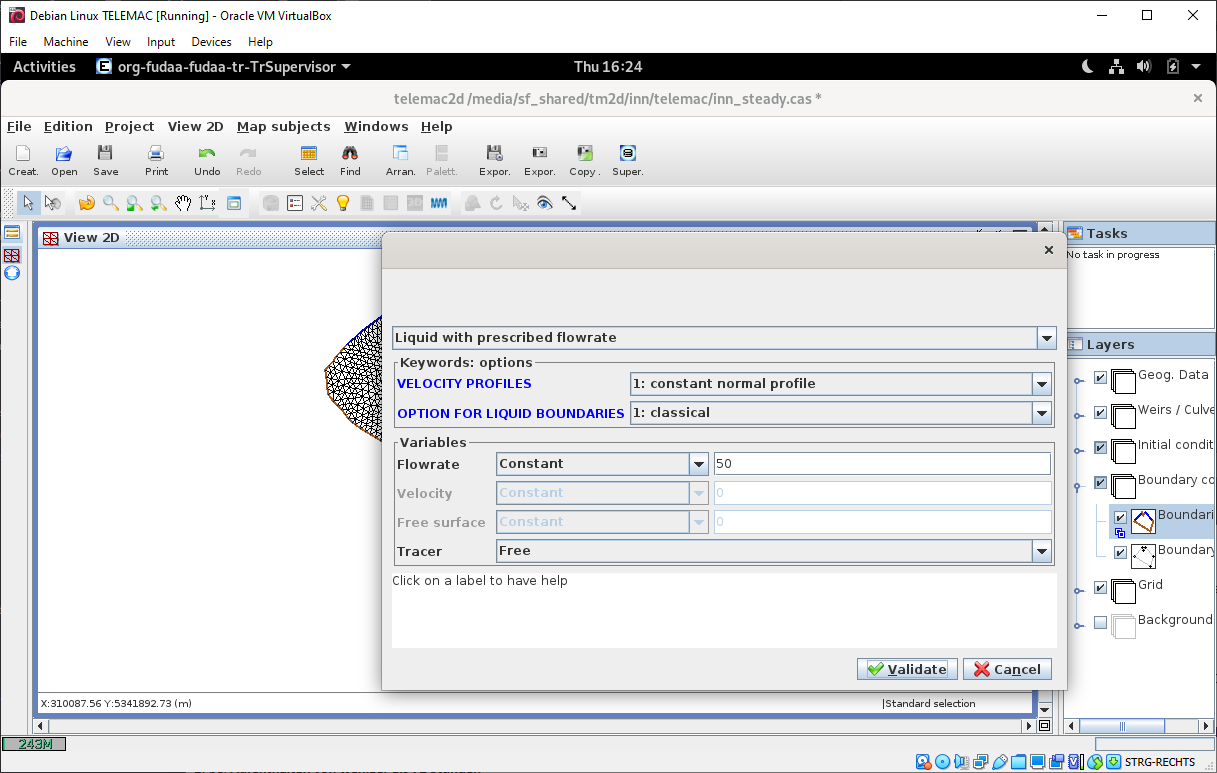 Debian Linux TELEMAC [Running] - Oracle VM VirtualBox
File Machine View Input Devices Help
Activities E org-fudaa-fudaa-tr-TrSupervisor Thu 16:24
telemac2d /media/sf_shared/tm2d/inn/telemac/inn_steady.cas *
File Edition Project View 2D Map subjects Windows Help
Creat. Open Save Print Undo Redo Select Find Arran. Palett. Expor. Expor. Copy . Super.
View 2D
Tasks
No task in progress
Liquid with prescribed flowrate
Layers
Keywords: options
VELOCITY PROFILES 1: constant normal profile
OPTION FOR LIQUID BOUNDARIES 1: classical
Variables
Flowrate Constant 50
Velocity Constant 0
Free surface Constant 0
Tracer Free
Click on a label to have help
Validate Cancel
Geog. Data
Weirs / Culve
Initial condit
Boundary co
Boundari
Boundary
Grid
Background
X:310087.56 Y:5341892.73 (m) Standard selection
243M
STRG-RECHTS